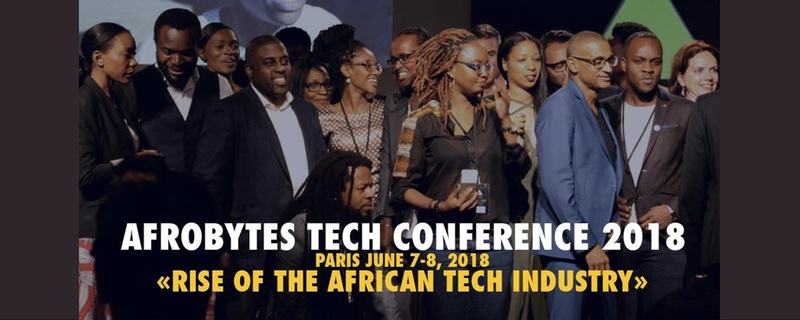 AFROBYTES TECH CONFERENCE 2018
PARIS JUNE 7-8, 2018
«RISE OF THE AFRICAN TECH INDUSTRY»